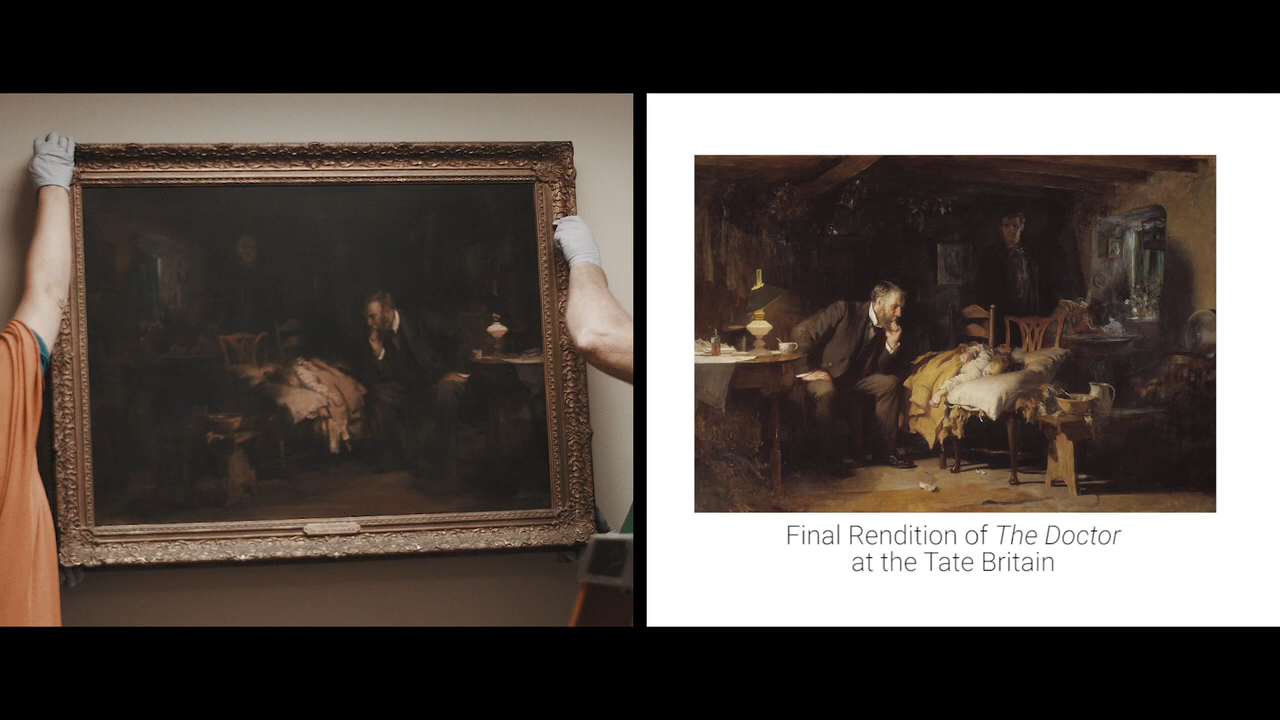 Final Rendition of The Doctor
at the Tate Britain